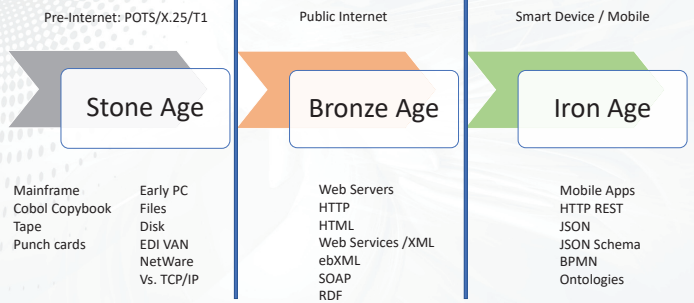 Pre-Internet: POTS/X.25/T1
Stone Age
Mainframe
Cobol Copybook
Tape
Punch cards
Early PC
Files
Disk
EDI VAN
NetWare
Vs. TCP/IP
Public Internet
Bronze Age
Web Servers
HTTP
HTML
Web Services /XML
ebXML
SOAP
RDF
Smart Device / Mobile
Iron Age
Mobile Apps
HTTP REST
JSON
JSON Schema
BPMN
Ontologies